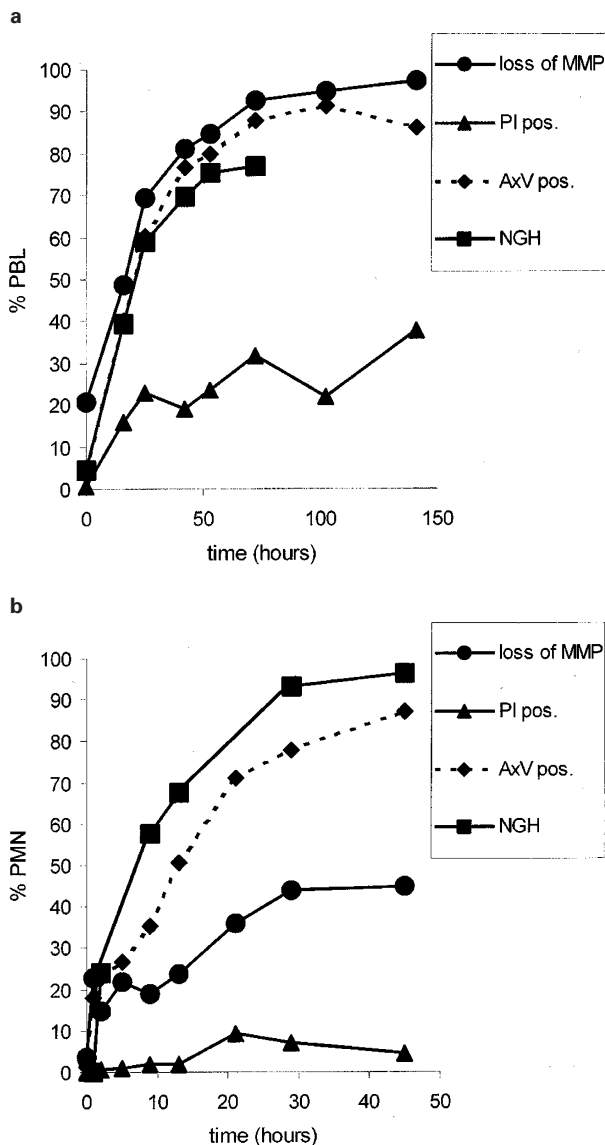 a
loss of MMP
PI pos.
AxV pos.
NGH
100
90
80
70
60
50
40
30
20
10
0
% PBL
0 50 100 150
time (hours)
b
loss of MMP
PI pos.
AxV pos.
NGH
100
90
80
70
60
50
40
30
20
10
0
% PMN
0 10 20 30 40 50
time (hours)